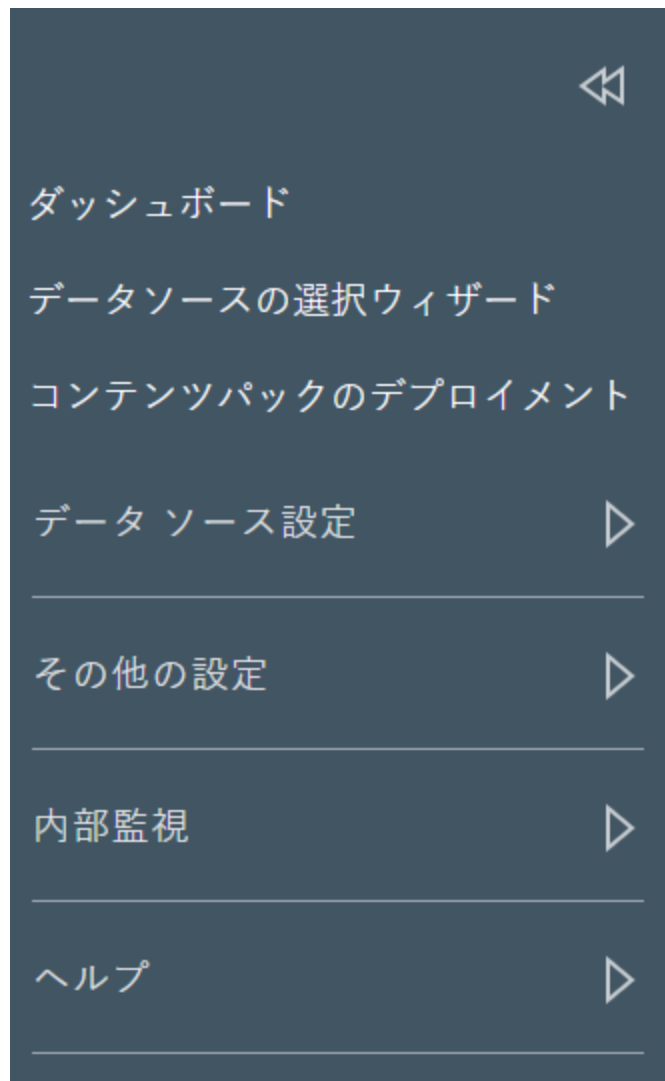 ダッシュボード
データソースの選択ウィザード
コンテンツパックのデプロイメント
データ ソース設定
その他の設定
内部監視
ヘルプ